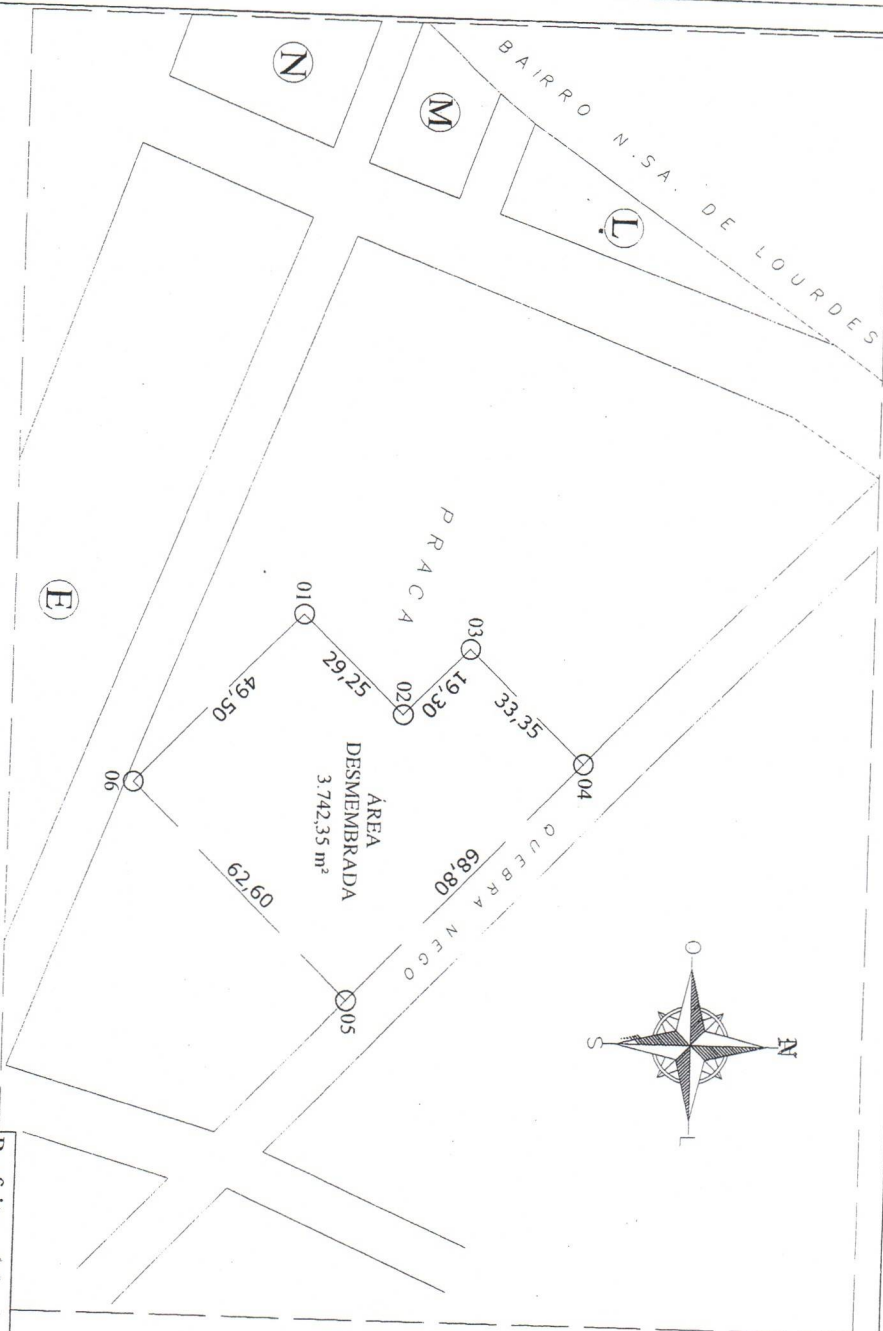 BAIRRO N. SA. DE LOURDES
N
M
L
E
PRACA
01
29,25
02
19,30
03
33,35
04
49,50
06
62,60
68,80
05
ÁREA
DESMEMBRADA
3.742,35 m²
QUEBRA NEGO
N
O
L
S